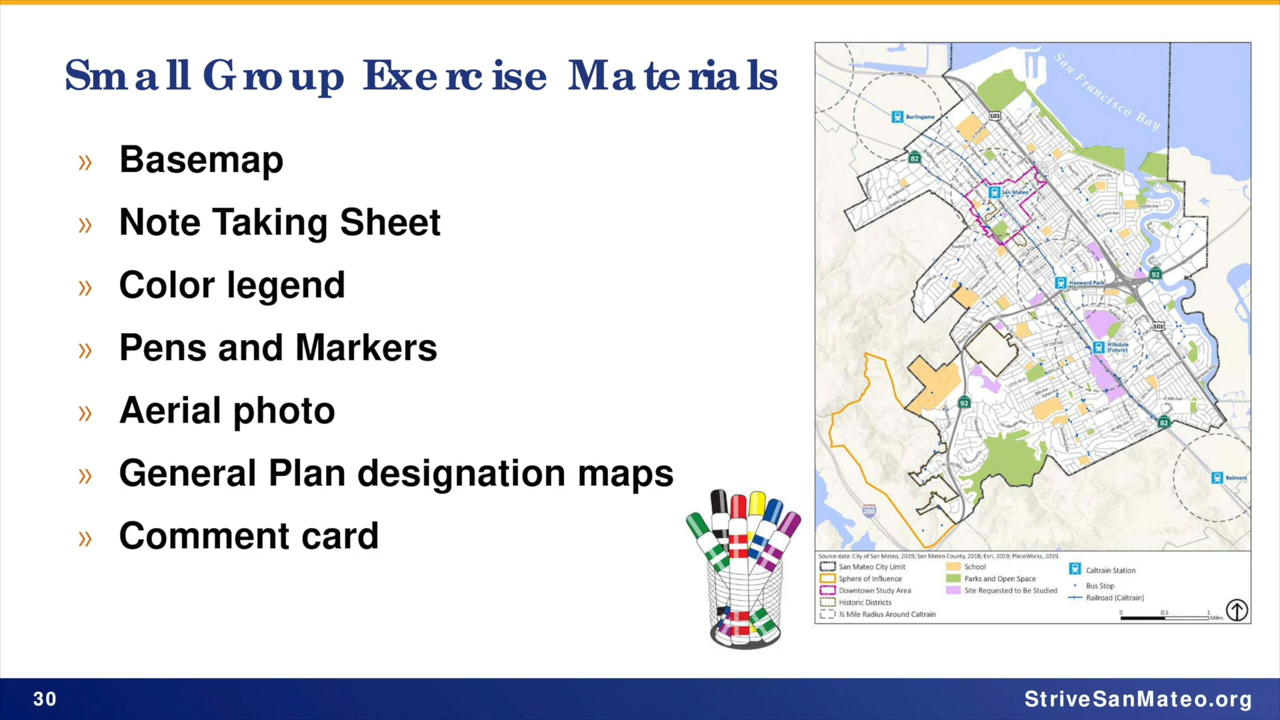 Small Group Exercise Materials
» Basemap
» Note Taking Sheet
» Color legend
» Pens and Markers
» Aerial photo
» General Plan designation maps
» Comment card
San Francisco Bay
Burlingame
101
82
San Mateo
92
Hayward Park
101
Hillsdale
(Future)
92
82
Belmont
280
Source data: City of San Mateo, 2019; San Mateo County, 2018; Esri, 2019; PlaceWorks, 2019.
San Mateo City Limit
Sphere of Influence
Downtown Study Area
Historic Districts
½ Mile Radius Around Caltrain
School
Parks and Open Space
Site Requested to Be Studied
Caltrain Station
Bus Stop
Railroad (Caltrain)
0 0.5 1
Miles
30
StriveSanMateo.org